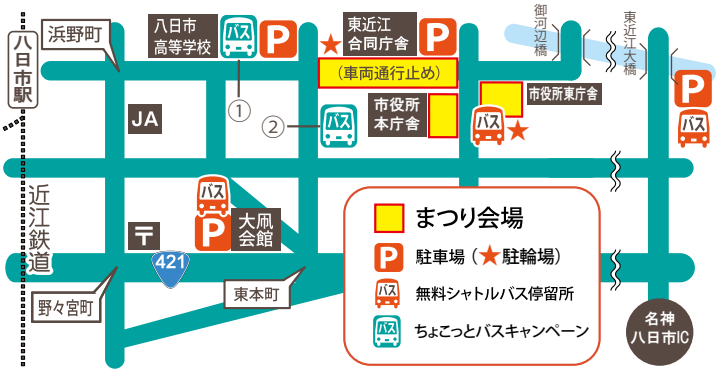 浜野町
八日市
高等学校
バス
P
東近江
合同庁舎
P
御河辺橋
東近江大橋
八日市駅
(車両通行止め)
P
①
JA
②
バス
市役所
本庁舎
市役所東庁舎
バス
バス
近江鉄道
バス
P
大凧
会館
〒
421
野々宮町
東本町
まつり会場
P 駐車場(★駐輪場)
バス 無料シャトルバス停留所
バス ちょこっとバスキャンペーン
名神
八日市IC